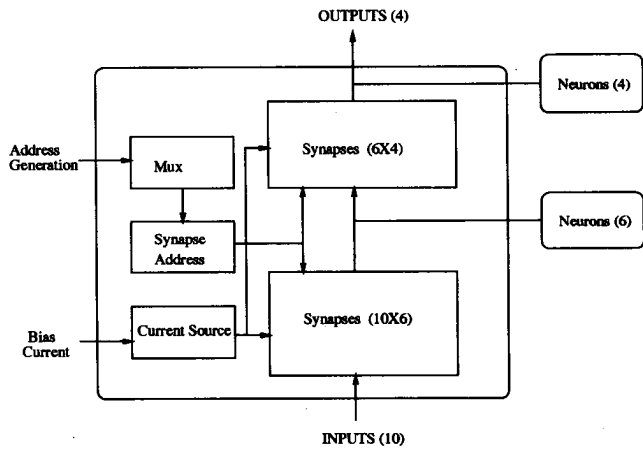 OUTPUTS (4)
Neurons (4)
Synapses (6X4)
Address
Generation
Mux
Synapse
Address
Neurons (6)
Synapses (10X6)
Current Source
Bias
Current
INPUTS (10)